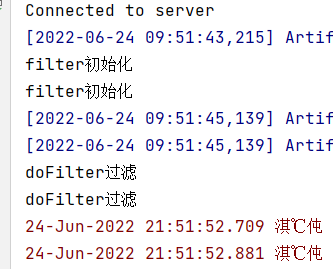 Connected to server
[2022-06-24 09:51:43,215] Artif
filter初始化
filter初始化
[2022-06-24 09:51:45,139] Artif
[2022-06-24 09:51:45,139] Artif
doFilter过滤
doFilter过滤
24-Jun-2022 21:51:52.709 淇℃伅
24-Jun-2022 21:51:52.881 淇℃伅